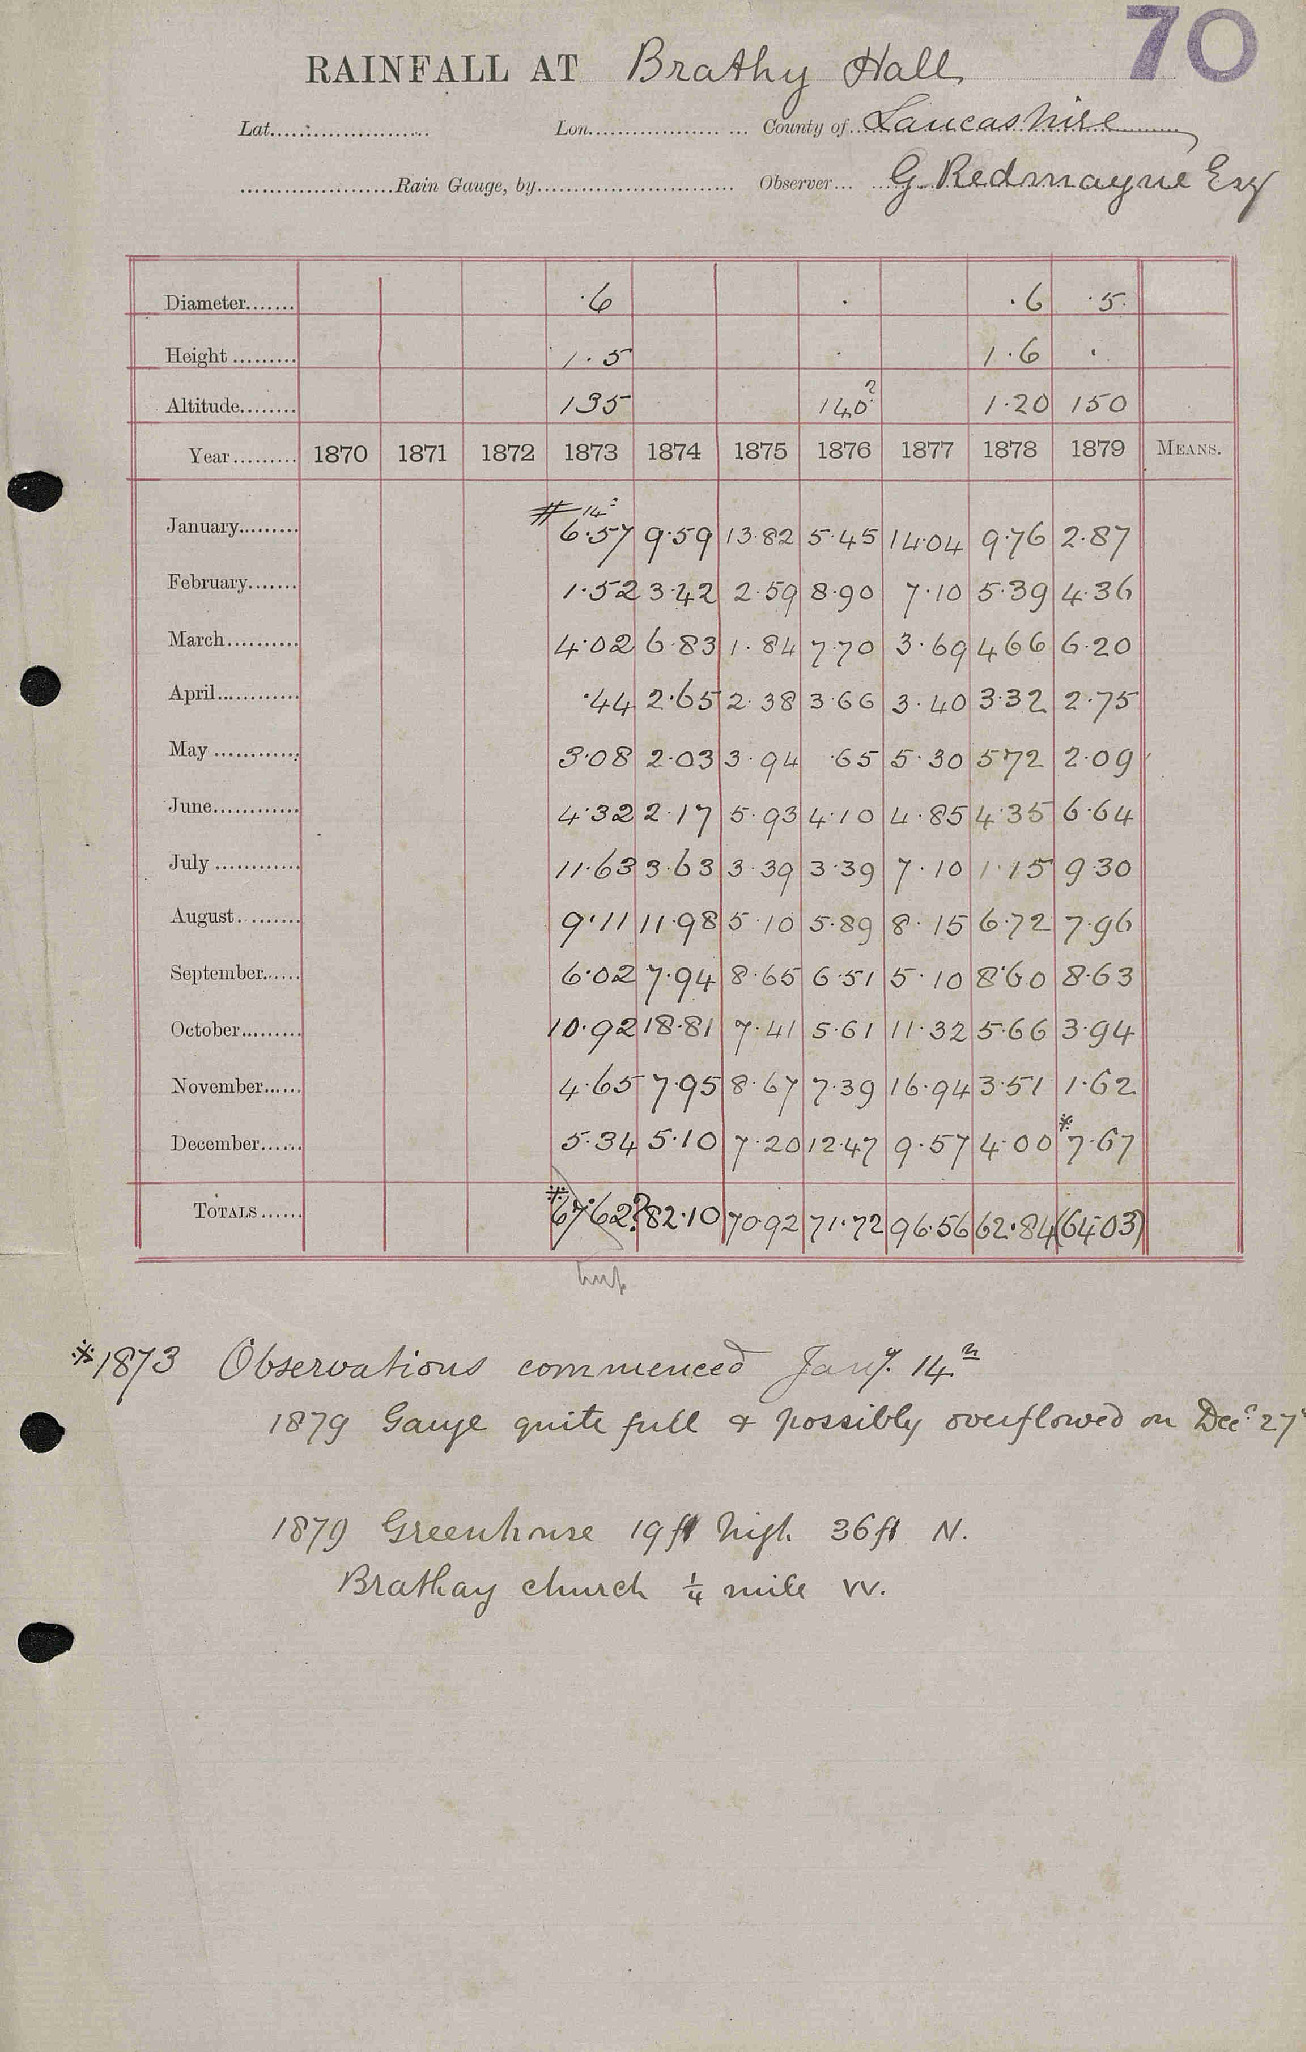 70
RAINFALL AT Brathy Hall
Lat........................ Lon........................ County of Lancashire
......................Rain Gauge, by............................ Observer... G Redmayne Esq
Diameter....... ·6 · ·6 ·5
Height ......... 1·5 · 1·6 ·
Altitude........ 135 140? 1·20 150
Year......... 1870 1871 1872 1873 1874 1875 1876 1877 1878 1879 MEANS.
# 14
January......... 6·57 9·59 13·82 5·45 14·04 9·76 2·87
February....... 1·52 3·42 2·59 8·90 7·10 5·39 4·36
March.......... 4·02 6·83 1·84 7·70 3·69 4 66 6·20
April............ ·44 2·65 2·38 3·66 3·40 3·32 2·75
May ............ 3·08 2·03 3·94 ·65 5·30 5 72 2·09
June............ 4·32 2·17 5·93 4·10 4·85 4·35 6·64
July ............ 11·63 3·63 3·39 3·39 7·10 1·15 9·30
August......... 9·11 11·98 5·10 5·89 8·15 6·72 7·96
September...... 6·02 7·94 8·65 6·51 5·10 8·60 8·63
October......... 10·92 18·81 7·41 5·61 11·32 5·66 3·94
November...... 4·65 7·95 8·67 7·39 16·94 3·51 1·62
December...... 5·34 5·10 7·20 12·47 9·57 4·00 *7·67
TOTALS...... *67·62? 82·10 70 92 71·72 96·56 62·84 (64 03)
*1873 Observations commenced Jany. 14th
1879 Gauge quite full & possibly overflowed on Decr. 27
1879 Greenhouse 19 ft high 36 ft N.
Brathay church ¼ mile W.